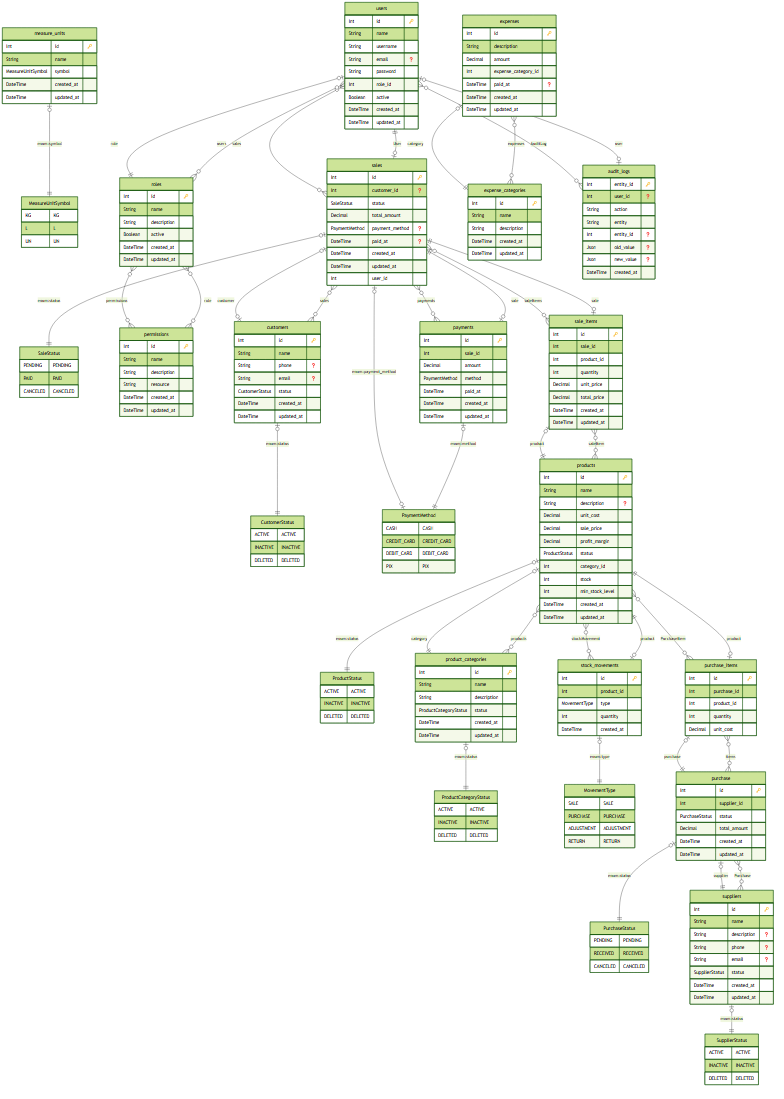 users
Int id
String name
String username
String email ?
String password
Int role_id
Boolean active
DateTime created_at
DateTime updated_at
expenses
Int id
String description
Decimal amount
Int expense_category_id
DateTime paid_at ?
DateTime created_at
DateTime updated_at
measure_units
Int id
String name
MeasureUnitSymbol symbol
DateTime created_at
DateTime updated_at
enum:symbol
role
users
sales
User
category
expenses
AuditLog
user
MeasureUnitSymbol
KG KG
L L
UN UN
roles
Int id
String name
String description
Boolean active
DateTime created_at
DateTime updated_at
sales
Int id
Int customer_id ?
SaleStatus status
Decimal total_amount
PaymentMethod payment_method ?
DateTime paid_at ?
DateTime created_at
DateTime updated_at
Int user_id
expense_categories
Int id
String name
String description
DateTime created_at
DateTime updated_at
audit_logs
Int entity_id
Int user_id ?
String action
String entity
Int entity_id ?
Json old_value ?
Json new_value ?
DateTime created_at
enum:status
permissions
role
customer
sales
payments
sale
saleItems
sale
SaleStatus
PENDING PENDING
PAID PAID
CANCELED CANCELED
permissions
Int id
String name
String description
String resource
DateTime created_at
DateTime updated_at
customers
Int id
String name
String phone ?
String email ?
CustomerStatus status
DateTime created_at
DateTime updated_at
enum:payment_method
payments
Int id
Int sale_id
Decimal amount
PaymentMethod method
DateTime paid_at
DateTime created_at
DateTime updated_at
sale_items
Int id
Int sale_id
Int product_id
Int quantity
Decimal unit_price
Decimal total_price
DateTime created_at
DateTime updated_at
enum:status
enum:method
product
saleItem
CustomerStatus
ACTIVE ACTIVE
INACTIVE INACTIVE
DELETED DELETED
PaymentMethod
CASH CASH
CREDIT_CARD CREDIT_CARD
DEBIT_CARD DEBIT_CARD
PIX PIX
products
Int id
String name
String description ?
Decimal unit_cost
Decimal sale_price
Decimal profit_margin
ProductStatus status
Int category_id
Int stock
Int min_stock_level
DateTime created_at
DateTime updated_at
enum:status
category
products
stockMovement
product
PurchaseItem
product
ProductStatus
ACTIVE ACTIVE
INACTIVE INACTIVE
DELETED DELETED
product_categories
Int id
String name
String description
ProductCategoryStatus status
DateTime created_at
DateTime updated_at
stock_movements
Int id
Int product_id
MovementType type
Int quantity
DateTime created_at
purchase_items
Int id
Int purchase_id
Int product_id
Int quantity
Decimal unit_cost
enum:status
enum:type
purchase
items
ProductCategoryStatus
ACTIVE ACTIVE
INACTIVE INACTIVE
DELETED DELETED
MovementType
SALE SALE
PURCHASE PURCHASE
ADJUSTMENT ADJUSTMENT
RETURN RETURN
purchase
Int id
Int supplier_id
PurchaseStatus status
Decimal total_amount
DateTime created_at
DateTime updated_at
enum:status
supplier
Purchase
PurchaseStatus
PENDING PENDING
RECEIVED RECEIVED
CANCELED CANCELED
suppliers
Int id
String name
String description ?
String phone ?
String email ?
SupplierStatus status
DateTime created_at
DateTime updated_at
enum:status
SupplierStatus
ACTIVE ACTIVE
INACTIVE INACTIVE
DELETED DELETED